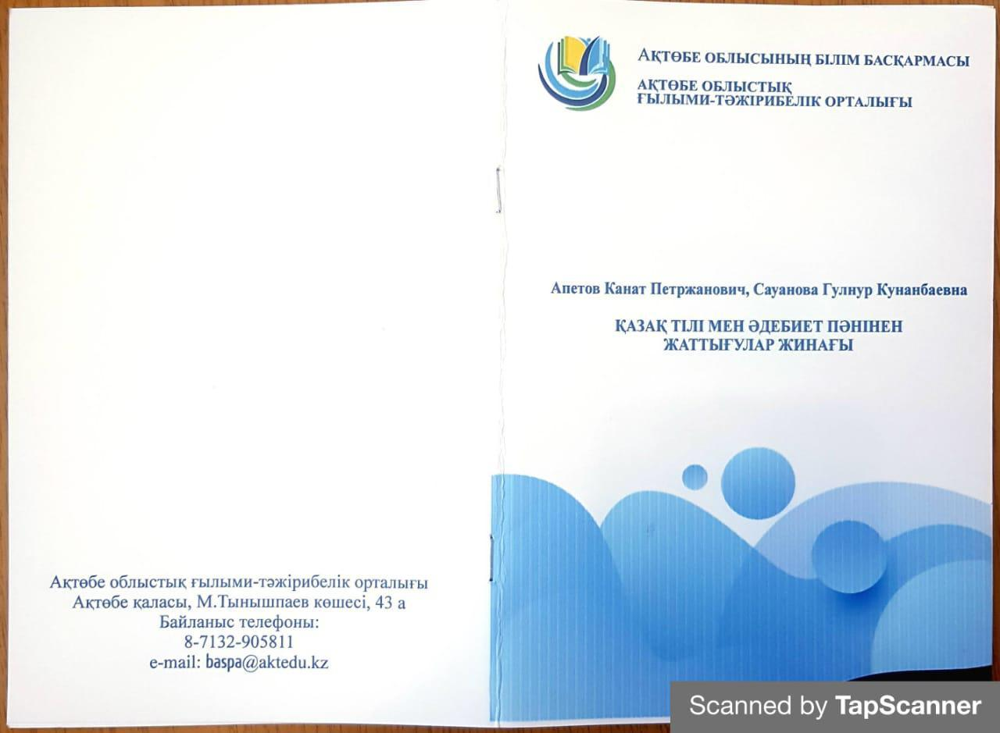 Ақтөбе облыстық ғылыми-тәжірибелік орталығы
Ақтөбе қаласы, М.Тынышпаев көшесі, 43 а
Байланыс телефоны:
8-7132-905811
e-mail: baspa@aktedu.kz
АҚТӨБЕ ОБЛЫСЫНЫҢ БІЛІМ БАСҚАРМАСЫ
АҚТӨБЕ ОБЛЫСТЫҚ
ҒЫЛЫМИ-ТӘЖІРИБЕЛІК ОРТАЛЫҒЫ
Апетов Канат Петржанович, Сауанова Гулнур Кунанбаевна
ҚАЗАҚ ТІЛІ МЕН ӘДЕБИЕТ ПӘНІНЕН
ЖАТТЫҒУЛАР ЖИНАҒЫ
Scanned by TapScanner